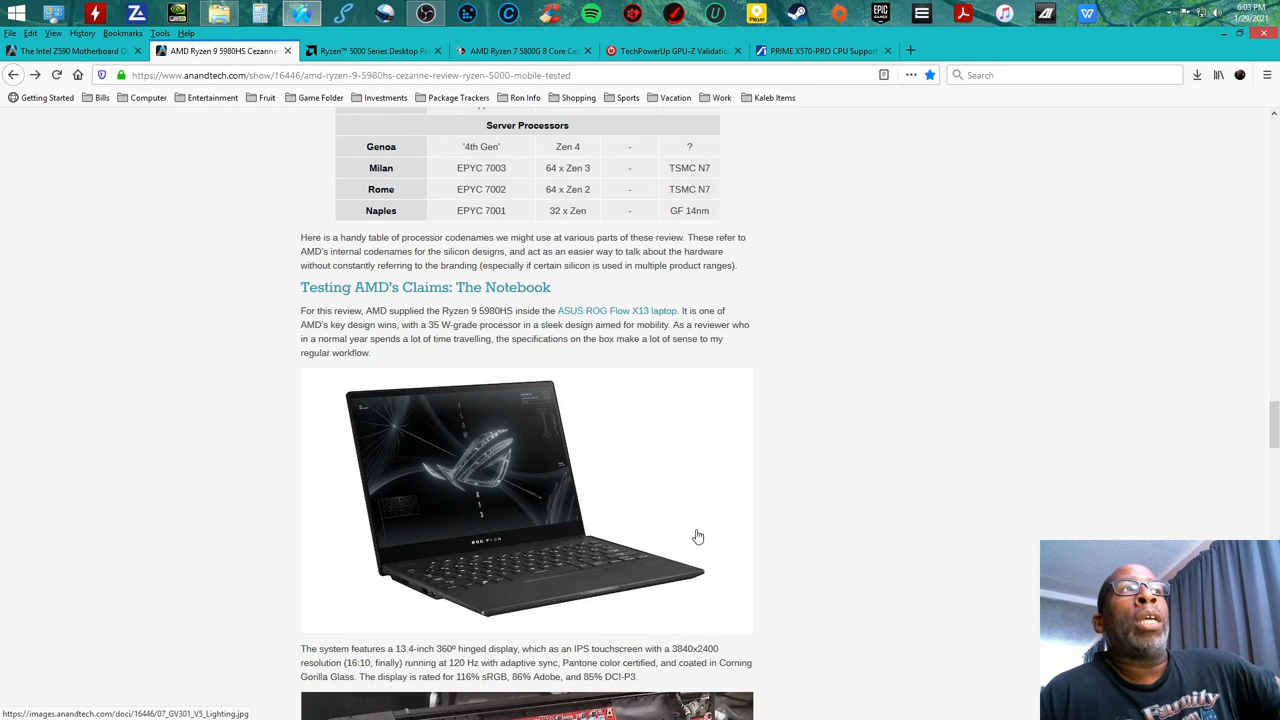 6:03 PM
1/29/2021
File Edit View History Bookmarks Tools Help
The Intel Z590 Motherboard O
AMD Ryzen 9 5980HS Cezanne
Ryzen™ 5000 Series Desktop Pr
AMD Ryzen 7 5800G 8 Core Cez
TechPowerUp GPU-Z Validation
PRIME X570-PRO CPU Support
https://www.anandtech.com/show/16446/amd-ryzen-9-5980hs-cezanne-review-ryzen-5000-mobile-tested
Search
Getting Started Bills Computer Entertainment Fruit Game Folder Investments Package Trackers Ron Info Shopping Sports Vacation Work Kaleb Items
Server Processors
Genoa '4th Gen' Zen 4 - ?
Milan EPYC 7003 64 x Zen 3 - TSMC N7
Rome EPYC 7002 64 x Zen 2 - TSMC N7
Naples EPYC 7001 32 x Zen - GF 14nm
Here is a handy table of processor codenames we might use at various parts of these review. These refer to
AMD's internal codenames for the silicon designs, and act as an easier way to talk about the hardware
without constantly referring to the branding (especially if certain silicon is used in multiple product ranges).
Testing AMD's Claims: The Notebook
For this review, AMD supplied the Ryzen 9 5980HS inside the ASUS ROG Flow X13 laptop. It is one of
AMD's key design wins, with a 35 W-grade processor in a sleek design aimed for mobility. As a reviewer who
in a normal year spends a lot of time travelling, the specifications on the box make a lot of sense to my
regular workflow.
FLOW
X13
ROG FLOW
The system features a 13.4-inch 360º hinged display, which as an IPS touchscreen with a 3840x2400
resolution (16:10, finally) running at 120 Hz with adaptive sync, Pantone color certified, and coated in Corning
Gorilla Glass. The display is rated for 116% sRGB, 86% Adobe, and 85% DCI-P3.
https://images.anandtech.com/doci/16446/07_GV301_V5_Lighting.jpg
Family